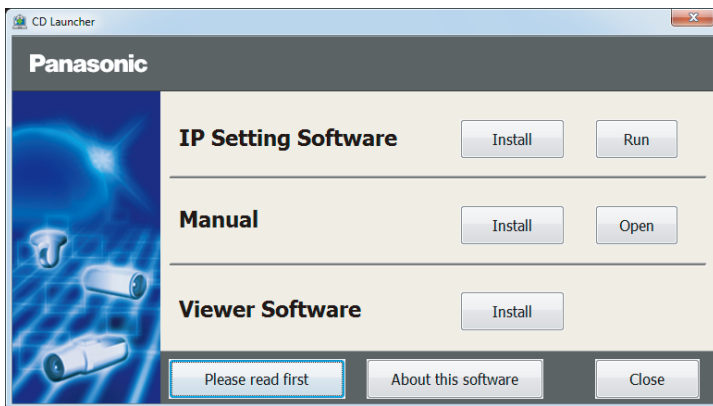 CD Launcher
Panasonic
IP Setting Software Install Run
Manual Install Open
Viewer Software Install
Please read first About this software Close